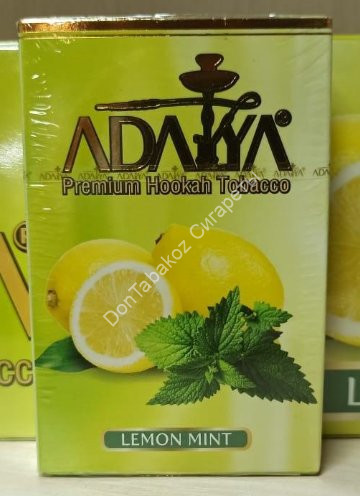 ADALYA®
Premium Hookah Tobacco
DonTabakoz Сигареты
LEMON MINT